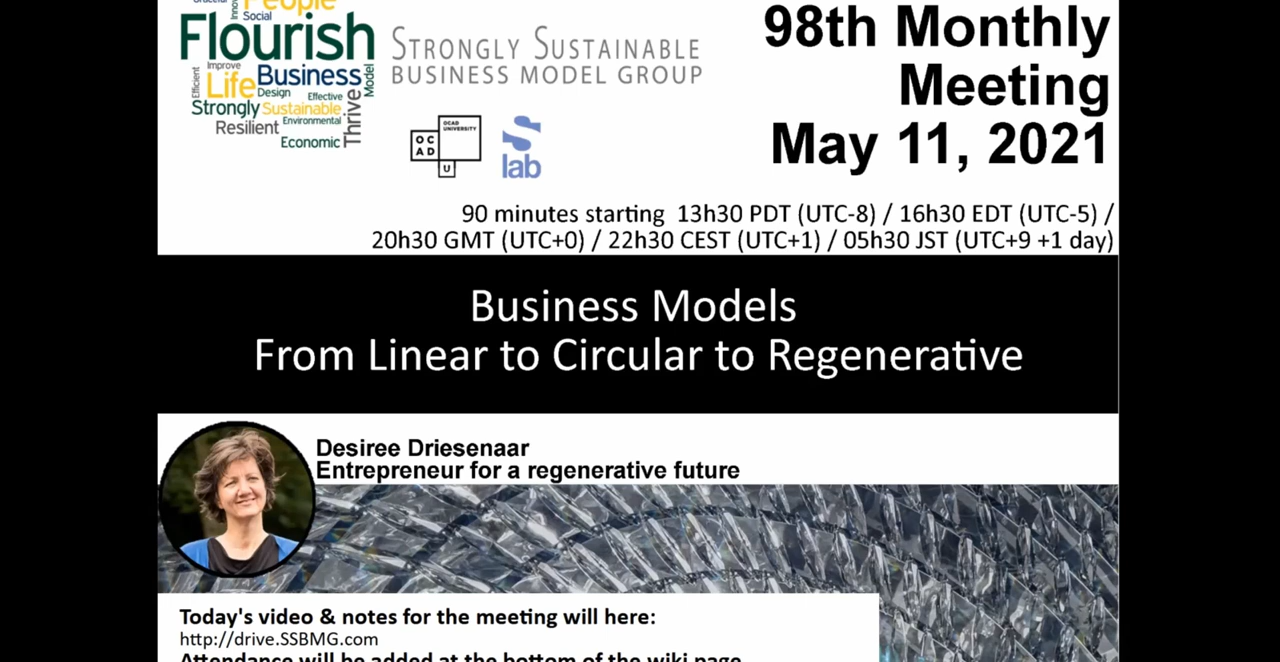 Innov
People
Social
Flourish
Improve
Efficient
Life
Business
Model
Design
Effective
Strongly
Sustainable
Thrive
Resilient
Environmental
Economic
STRONGLY SUSTAINABLE
BUSINESS MODEL GROUP
OCAD
UNIVERSITY
OC
AD
U
S
lab
98th Monthly
Meeting
May 11, 2021
90 minutes starting 13h30 PDT (UTC-8) / 16h30 EDT (UTC-5) /
20h30 GMT (UTC+0) / 22h30 CEST (UTC+1) / 05h30 JST (UTC+9 +1 day)
Business Models
From Linear to Circular to Regenerative
Desiree Driesenaar
Entrepreneur for a regenerative future
Today's video & notes for the meeting will here:
http://drive.SSBMG.com
Attendance will be added at the bottom of the wiki page